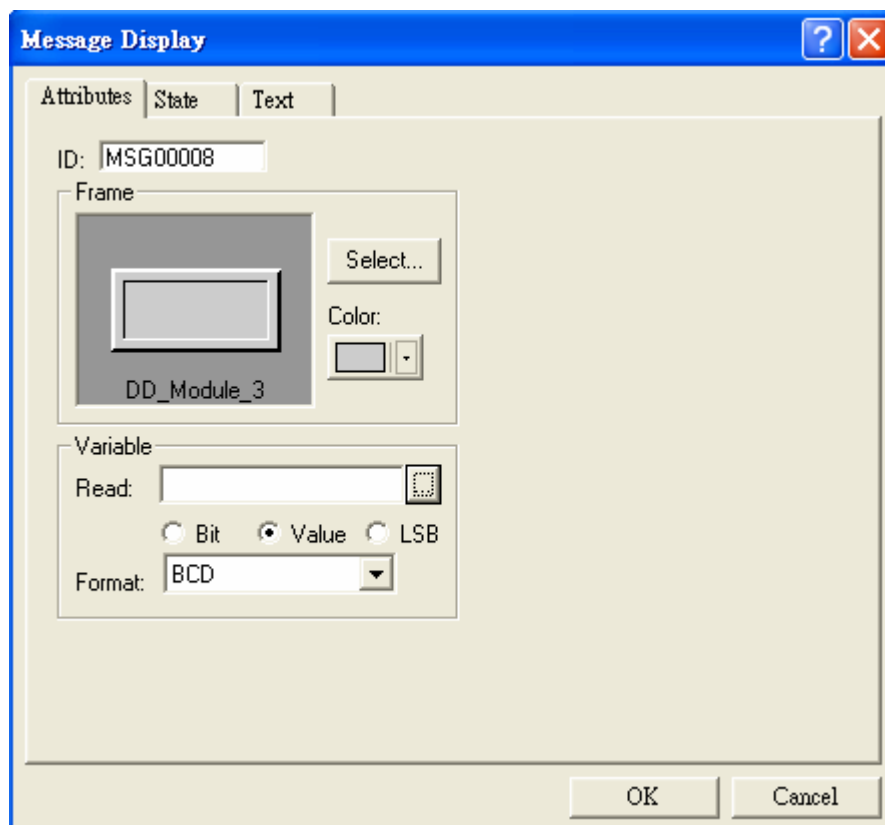 Message Display
Attributes State Text
ID: MSG00008
Frame
Select...
Color:
DD_Module_3
Variable
Read:
Bit Value LSB
Format: BCD
OK Cancel